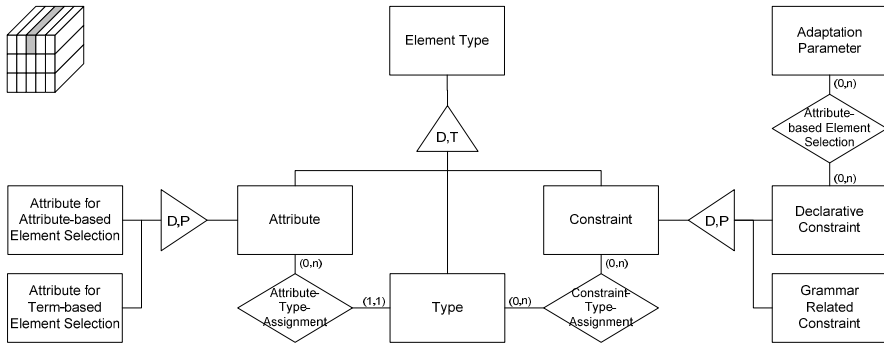 Element Type
Adaptation
Parameter
(0,n)
Attribute-
based Element
Selection
(0,n)
D,T
Attribute for
Attribute-based
Element Selection
D,P
Attribute
Constraint
D,P
Declarative
Constraint
(0,n)
(0,n)
Attribute for
Term-based
Element Selection
Attribute-
Type-
Assignment
(1,1)
Type
(0,n)
Constraint-
Type-
Assignment
Grammar
Related
Constraint